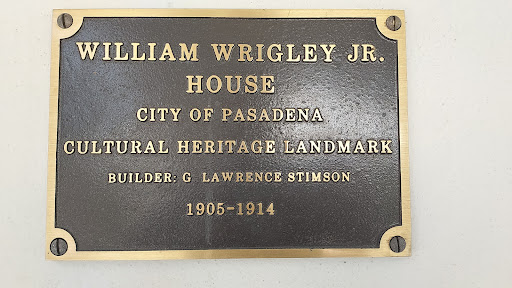 WILLIAM WRIGLEY JR.
HOUSE
CITY OF PASADENA
CULTURAL HERITAGE LANDMARK
BUILDER: G LAWRENCE STIMSON
1905-1914